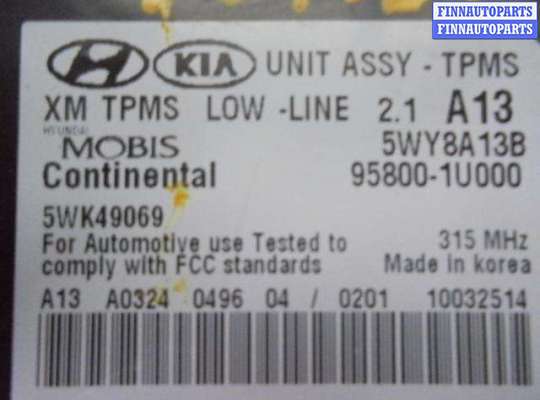 FINNAUTOPARTS
FINNAUTOPARTS
KIA UNIT ASSY - TPMS
XM TPMS LOW -LINE 2.1 A13
HYUNDAI
MOBIS 5WY8A13B
Continental 95800-1U000
5WK49069
For Automotive use Tested to 315 MHz
comply with FCC standards Made in korea
A13 A0324 0496 04 / 0201 10032514